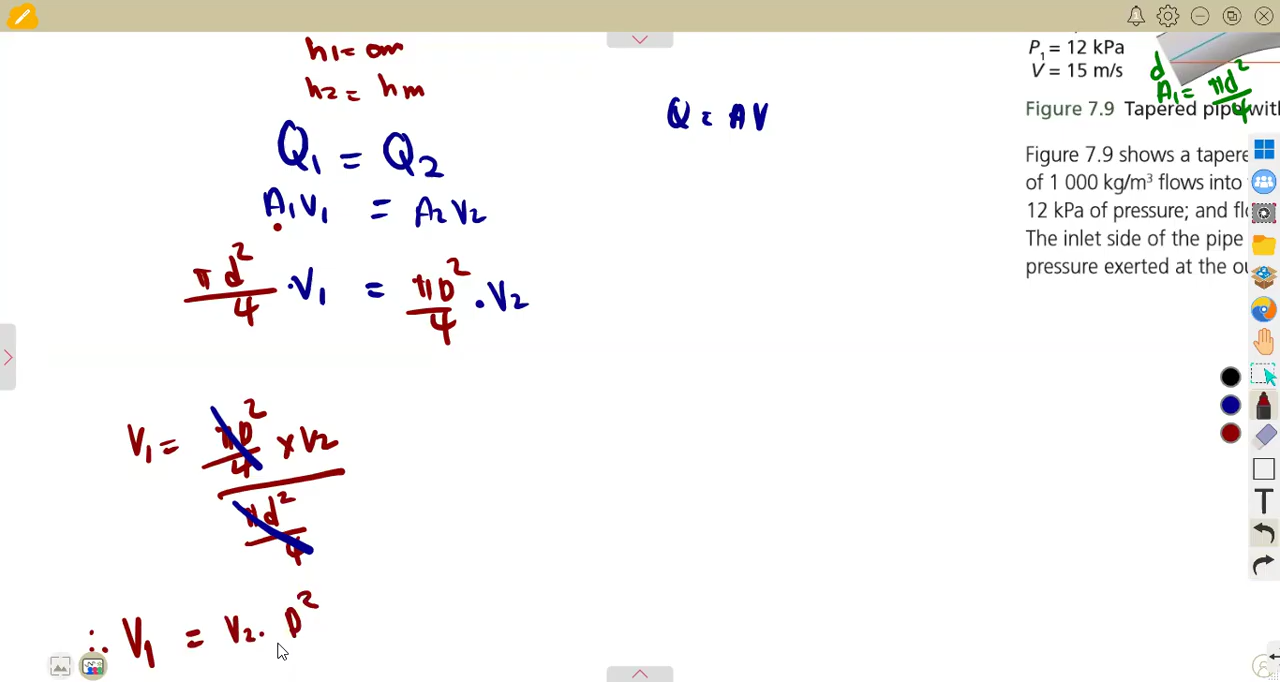 h1 = 0m
h2 = hm
Q1 = Q2
A1V1 = A2V2
πd²/4 · V1 = πD²/4 · V2
V1 = πD²/4 × V2
πd²/4
∴ V1 = V2 · D²
Q = AV
P1 = 12 kPa
V = 15 m/s
d
A1 = πd²/4
Figure 7.9 Tapered pipe with
Figure 7.9 shows a tapere
of 1 000 kg/m³ flows into
12 kPa of pressure; and flo
The inlet side of the pipe
pressure exerted at the ou
T